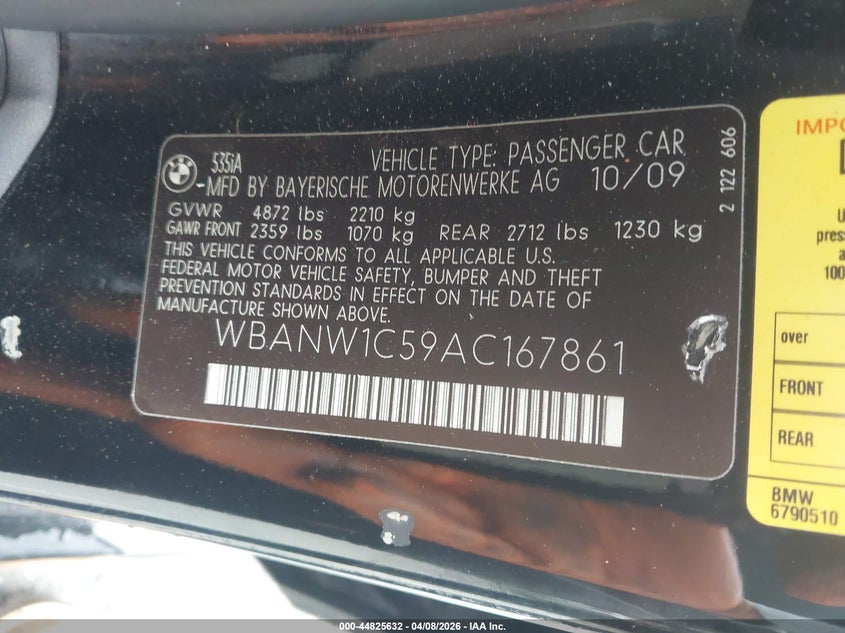 535iA
VEHICLE TYPE: PASSENGER CAR
-MFD BY BAYERISCHE MOTORENWERKE AG 10/09
GVWR 4872 lbs 2210 kg
GAWR FRONT 2359 lbs 1070 kg REAR 2712 lbs 1230 kg
THIS VEHICLE CONFORMS TO ALL APPLICABLE U.S.
FEDERAL MOTOR VEHICLE SAFETY, BUMPER AND THEFT
PREVENTION STANDARDS IN EFFECT ON THE DATE OF
MANUFACTURE SHOWN ABOVE.
WBANW1C59AC167861
2 122 606
over
FRONT
REAR
BMW
6790510
000-44825632 - 04/08/2026 - IAA Inc.